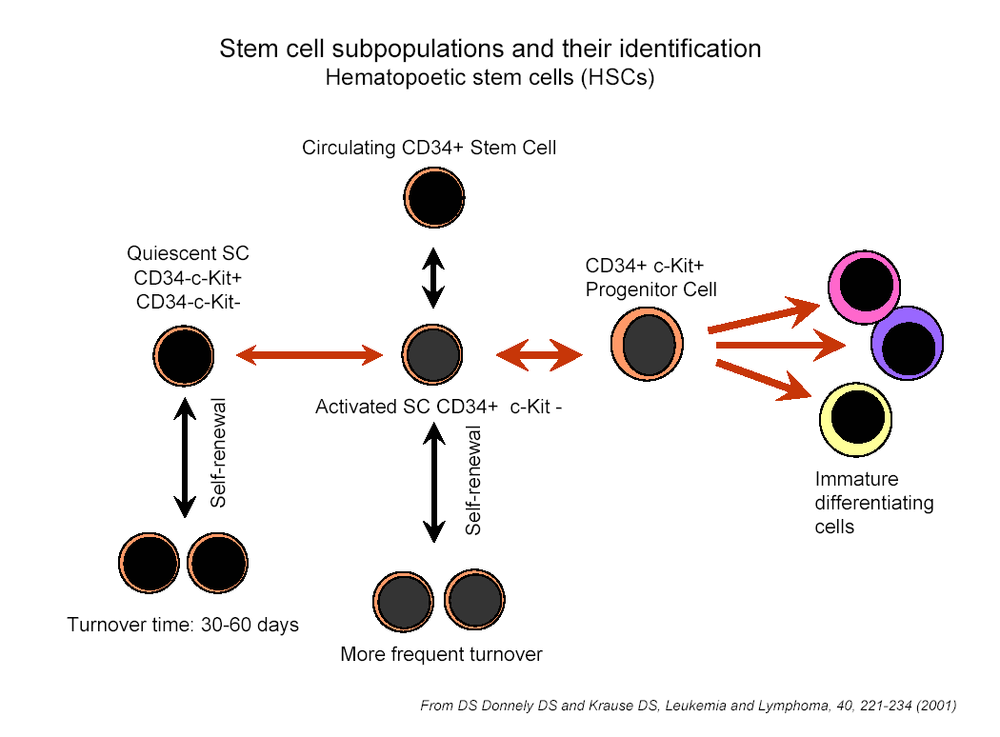 Stem cell subpopulations and their identification
Hematopoetic stem cells (HSCs)
Circulating CD34+ Stem Cell
Quiescent SC
CD34-c-Kit+
CD34-c-Kit-
CD34+ c-Kit+
Progenitor Cell
Activated SC CD34+  c-Kit -
Self-renewal
Self-renewal
Immature
differentiating
cells
Turnover time: 30-60 days
More frequent turnover
From DS Donnely DS and Krause DS, Leukemia and Lymphoma, 40, 221-234 (2001)